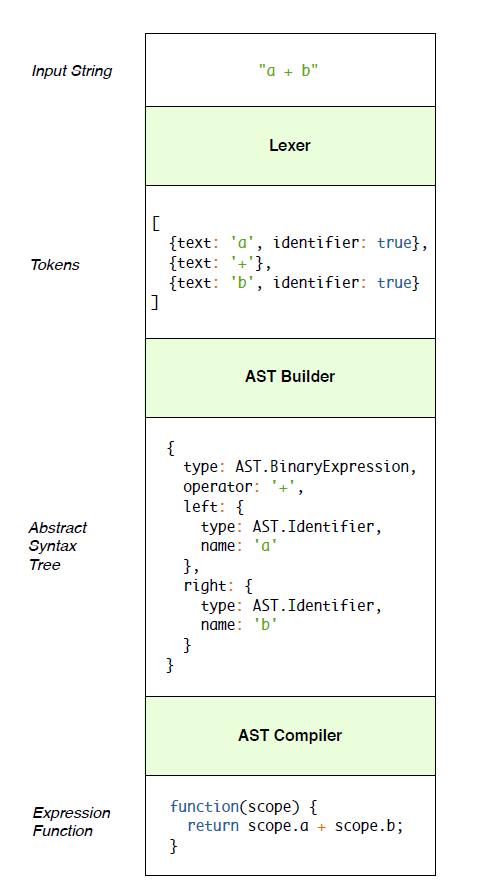 Input String
"a + b"
Lexer
Tokens
[
{text: 'a', identifier: true},
{text: '+'},
{text: 'b', identifier: true}
]
AST Builder
Abstract
Syntax
Tree
{
type: AST.BinaryExpression,
operator: '+',
left: {
type: AST.Identifier,
name: 'a'
},
right: {
type: AST.Identifier,
name: 'b'
}
}
AST Compiler
Expression
Function
function(scope) {
return scope.a + scope.b;
}